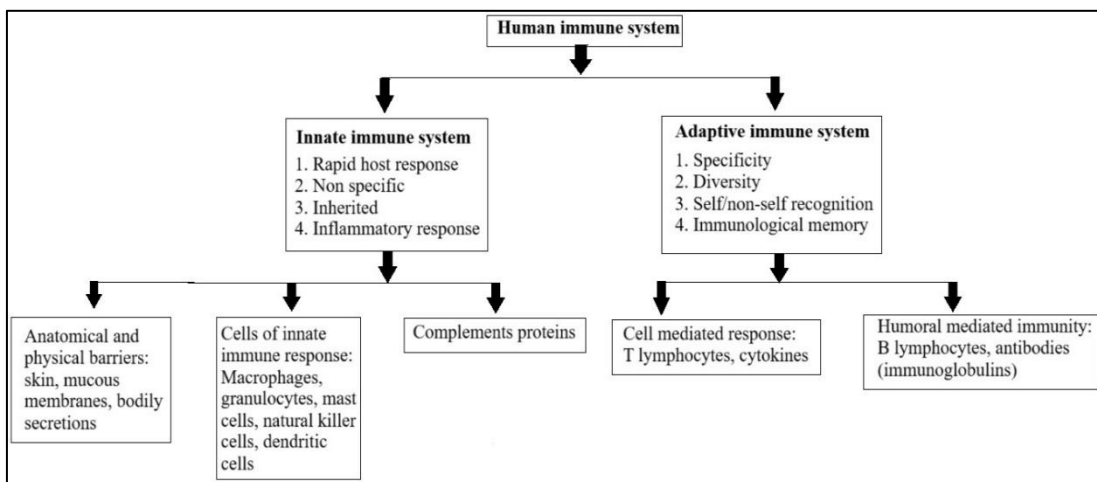 Human immune system
Innate immune system
1. Rapid host response
2. Non specific
3. Inherited
4. Inflammatory response
Adaptive immune system
1. Specificity
2. Diversity
3. Self/non-self recognition
4. Immunological memory
Anatomical and
physical barriers:
skin, mucous
membranes, bodily
secretions
Cells of innate
immune response:
Macrophages,
granulocytes, mast
cells, natural killer
cells, dendritic
cells
Complements proteins
Cell mediated response:
T lymphocytes, cytokines
Humoral mediated immunity:
B lymphocytes, antibodies
(immunoglobulins)